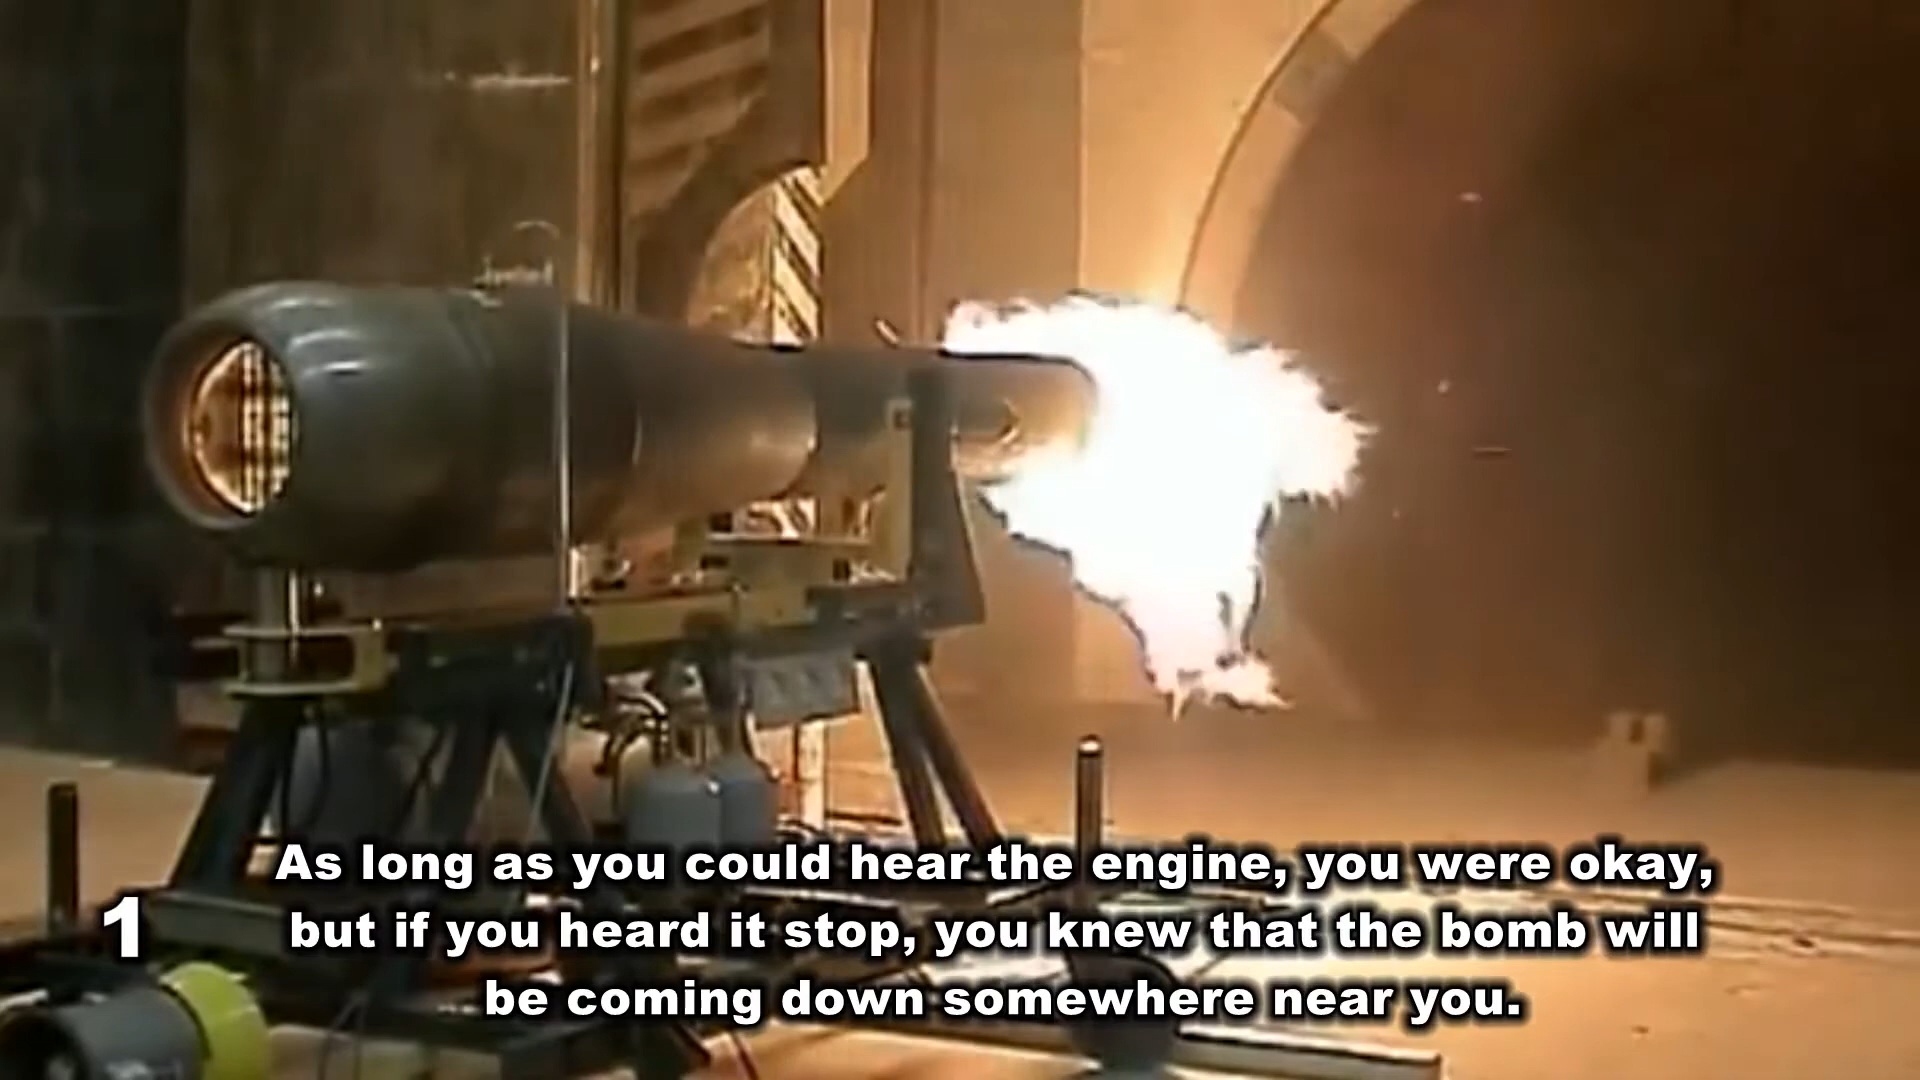 As long as you could hear the engine, you were okay,
but if you heard it stop, you knew that the bomb will
be coming down somewhere near you.
1